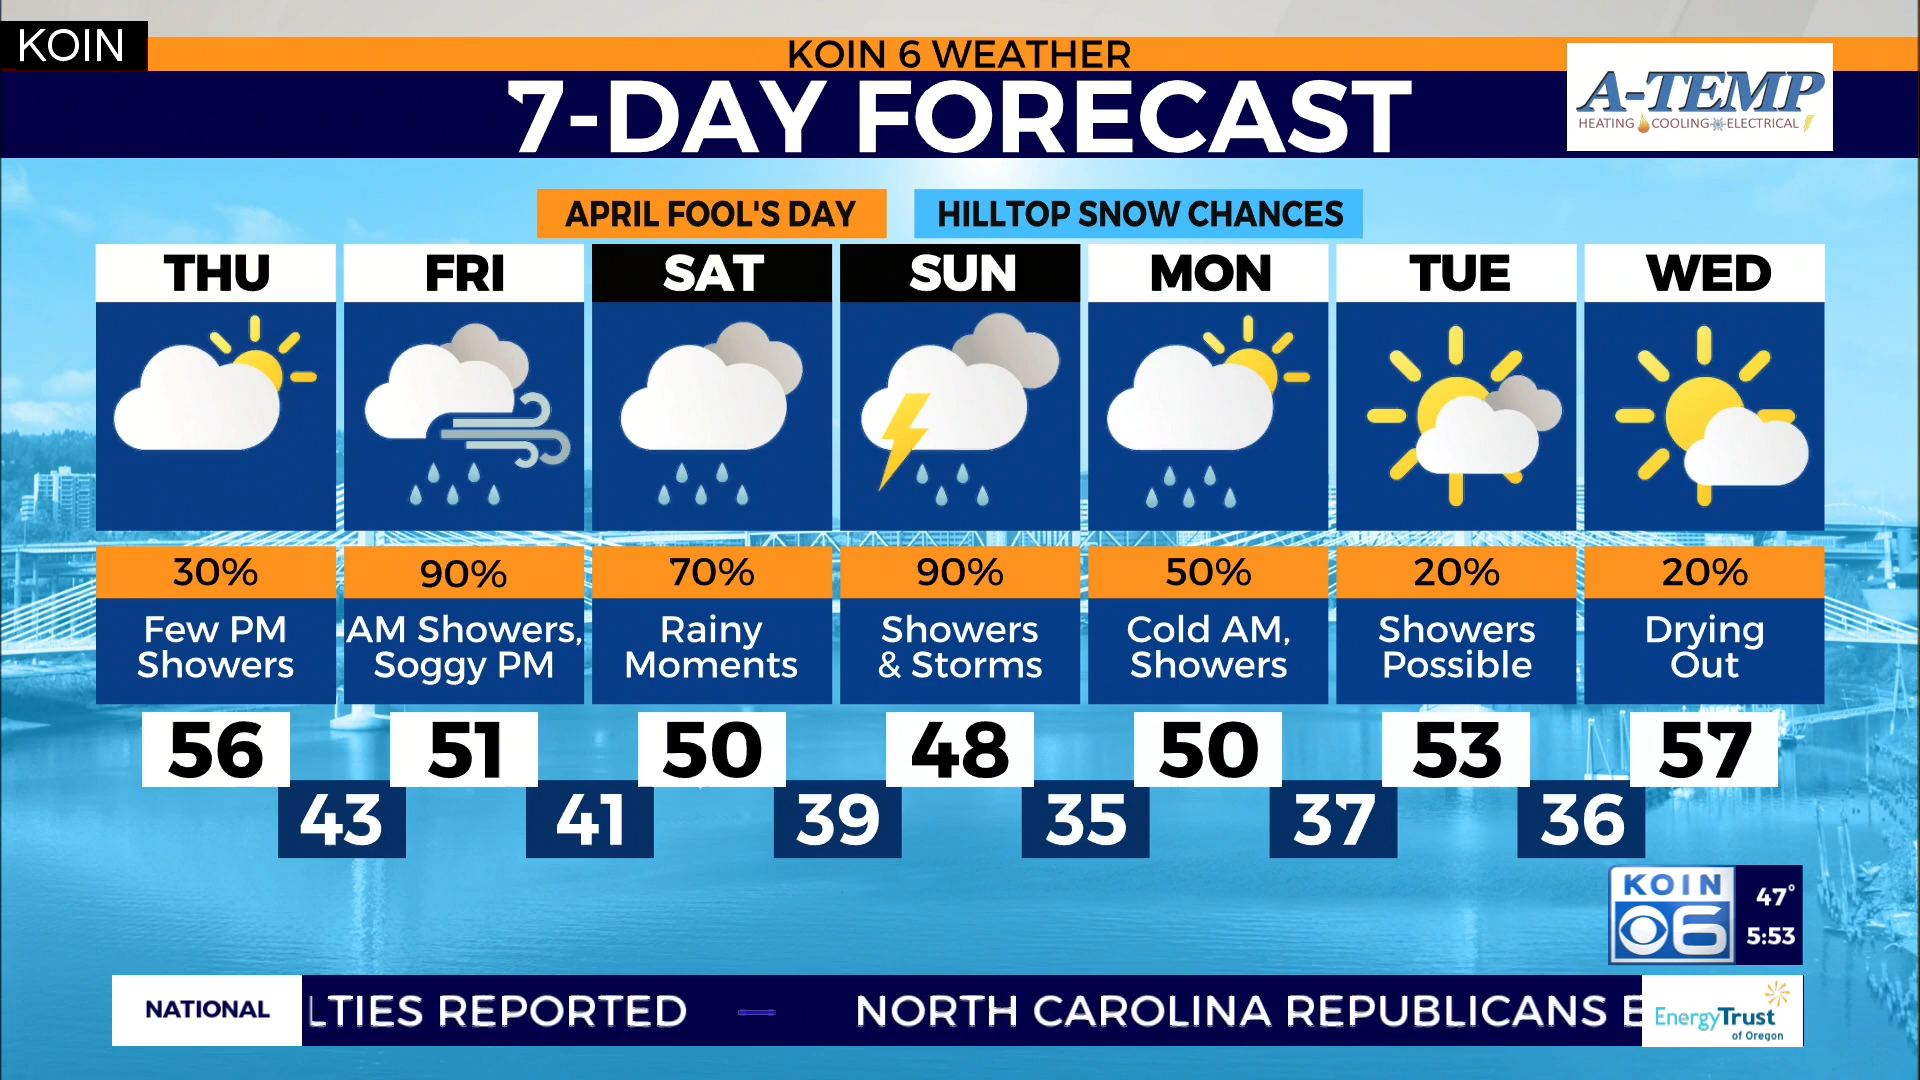 KOIN
KOIN 6 WEATHER
7-DAY FORECAST
A-TEMP
HEATING COOLING ELECTRICAL
APRIL FOOL'S DAY
HILLTOP SNOW CHANCES
THU FRI SAT SUN MON TUE WED
30% 90% 70% 90% 50% 20% 20%
Few PM Showers
AM Showers, Soggy PM
Rainy Moments
Showers & Storms
Cold AM, Showers
Showers Possible
Drying Out
56 51 50 48 50 53 57
43 41 39 35 37 36
KOIN 6
47°
5:53
NATIONAL
LTIES REPORTED — NORTH CAROLINA REPUBLICANS E
EnergyTrust
of Oregon